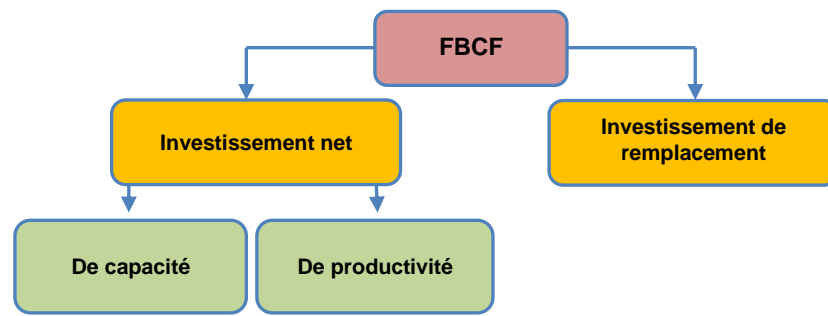 FBCF
Investissement net
Investissement de
remplacement
De capacité
De productivité